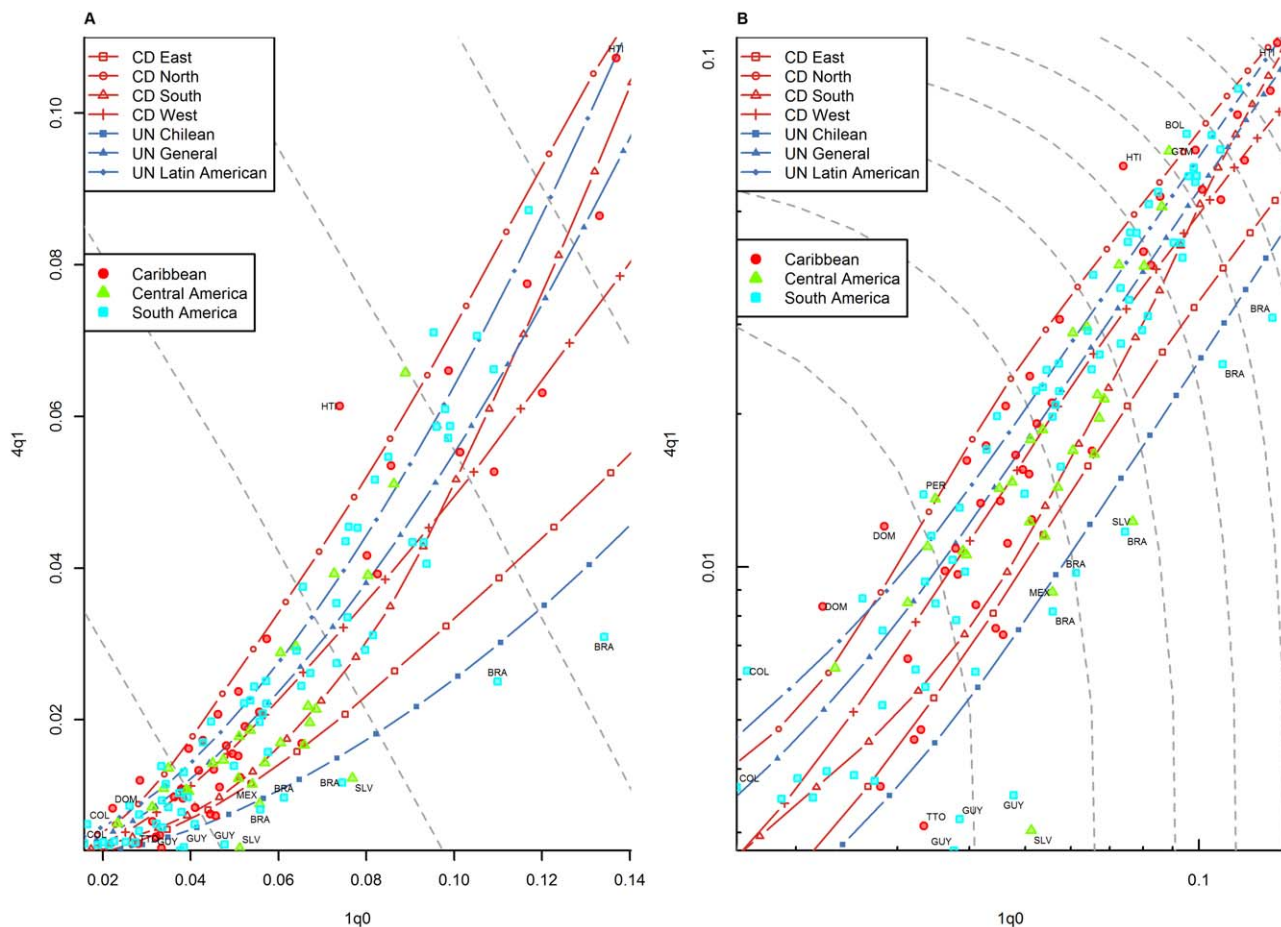 A
CD East
CD North
CD South
CD West
UN Chilean
UN General
UN Latin American
Caribbean
Central America
South America
HTI
HTI
BRA
BRA
DOM
COL
COL
MEX
BRA
BRA
BRA
SLV
TTO
GUY
GUY
GUY
SLV
0.10
0.08
0.06
0.04
0.02
4q1
0.02
0.04
0.06
0.08
0.10
0.12
0.14
1q0
B
CD East
CD North
CD South
CD West
UN Chilean
UN General
UN Latin American
Caribbean
Central America
South America
HTI
BOL
GTM
HTI
BRA
BRA
PER
DOM
SLV
BRA
BRA
MEX
BRA
DOM
COL
COL
GUY
TTO
GUY
GUY
SLV
0.1
0.01
4q1
0.1
1q0